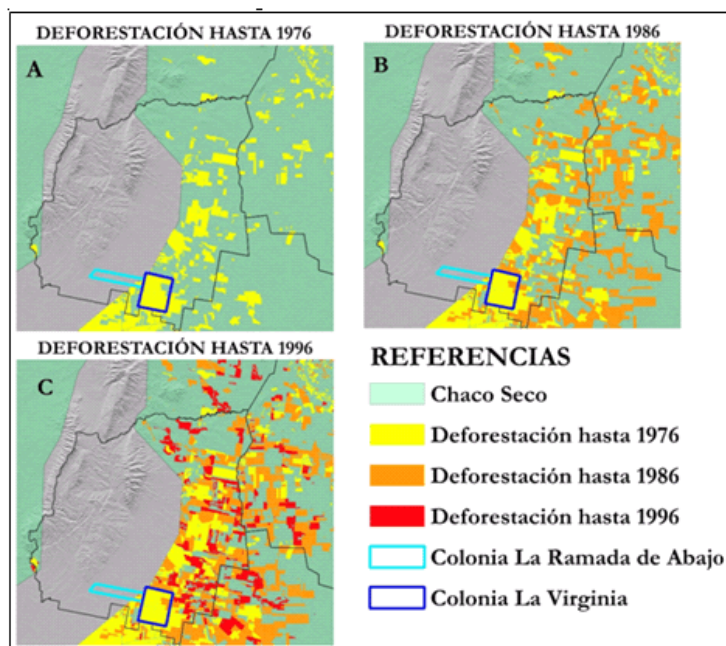 DEFORESTACIÓN HASTA 1976
A
DEFORESTACIÓN HASTA 1986
B
DEFORESTACIÓN HASTA 1996
C
REFERENCIAS
Chaco Seco
Deforestación hasta 1976
Deforestación hasta 1986
Deforestación hasta 1996
Colonia La Ramada de Abajo
Colonia La Virginia